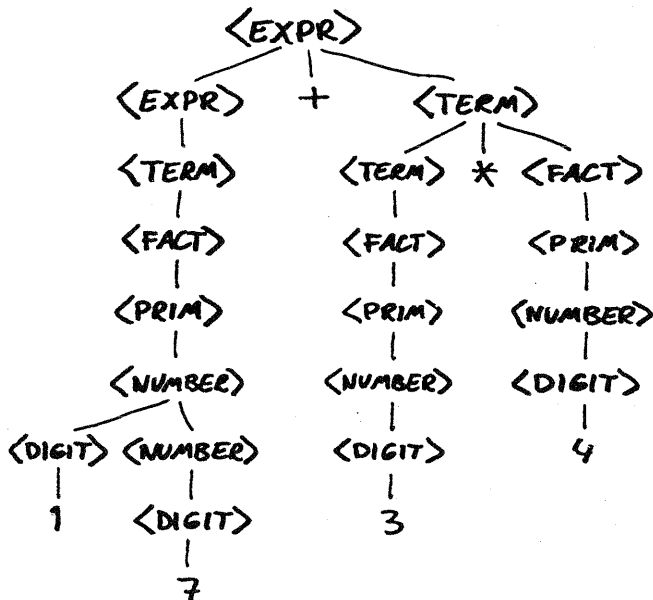 <EXPR>
<EXPR> + <TERM>
<TERM> <TERM> * <FACT>
<FACT> <FACT> <PRIM>
<PRIM> <PRIM> <NUMBER>
<NUMBER> <NUMBER> <DIGIT>
<DIGIT> <NUMBER> <DIGIT> 4
1 <DIGIT> 3
7